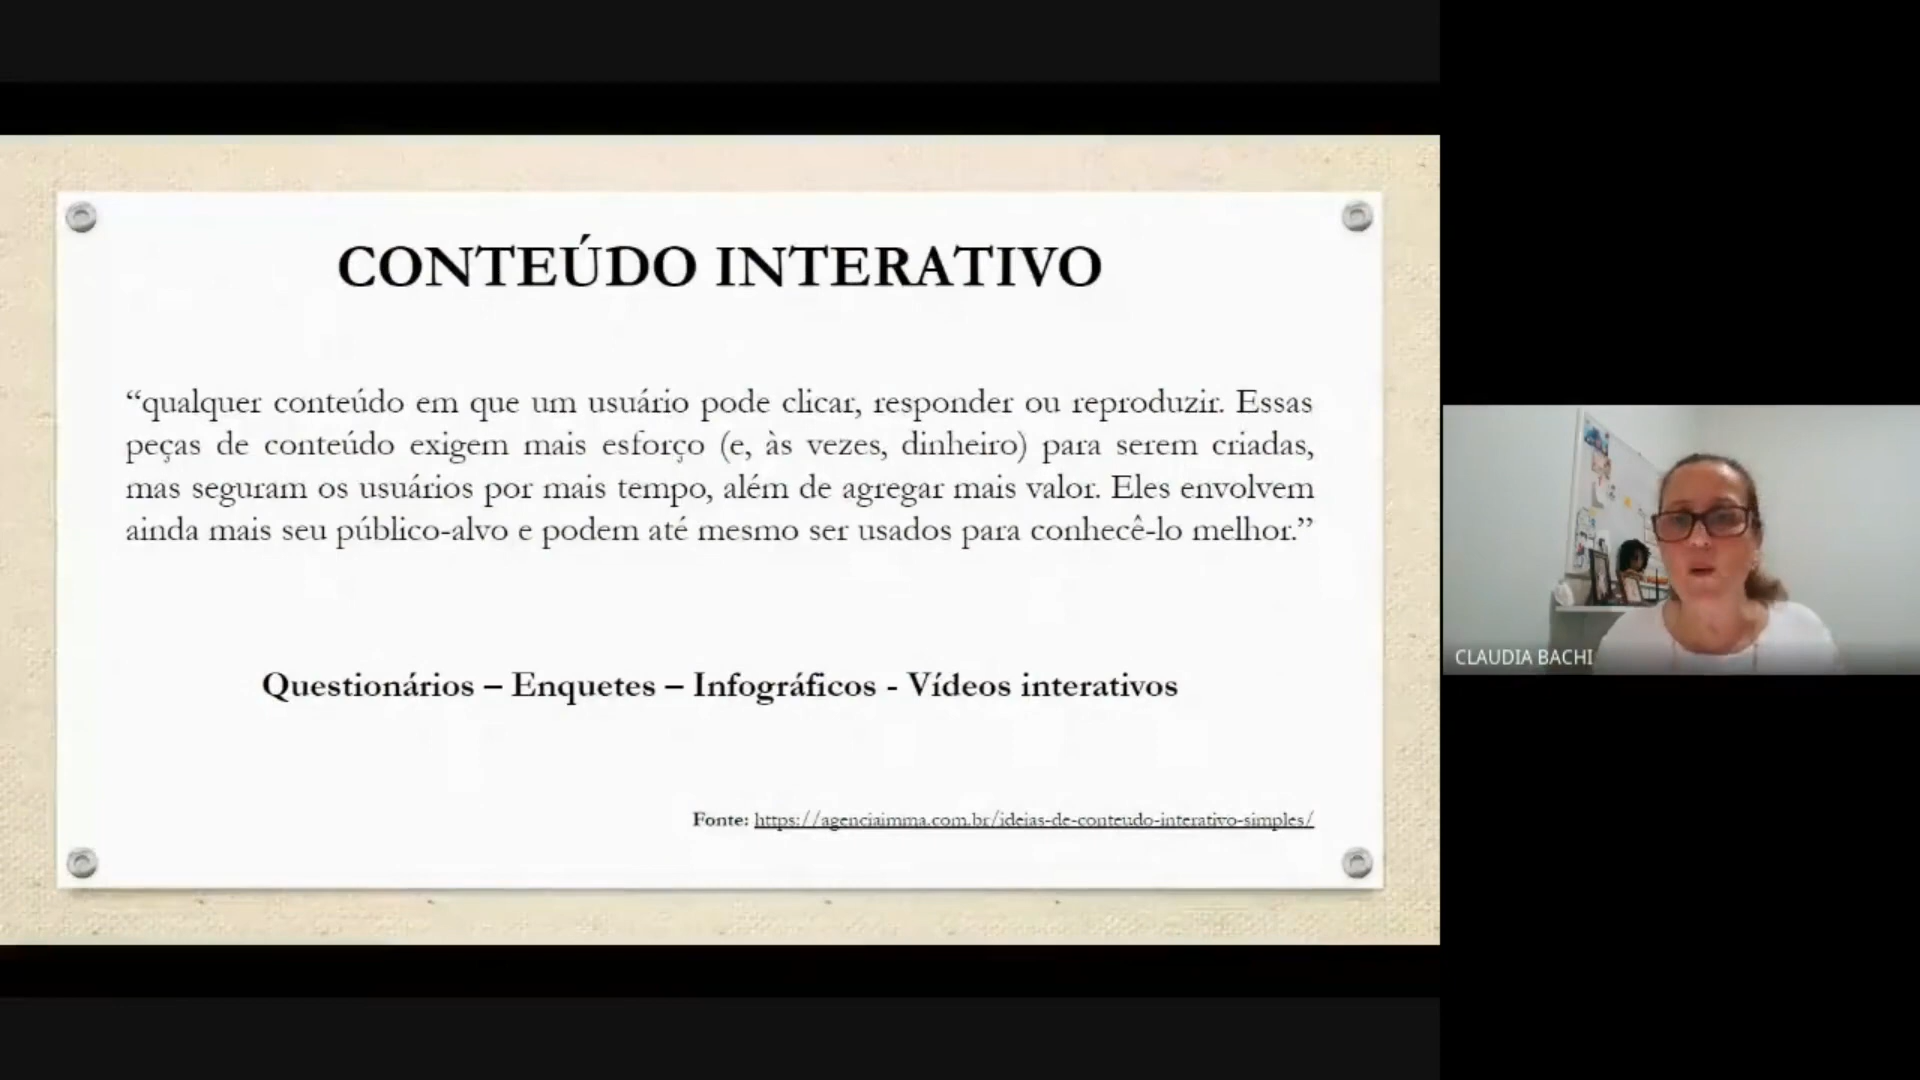 CONTEÚDO INTERATIVO
“qualquer conteúdo em que um usuário pode clicar, responder ou reproduzir. Essas
peças de conteúdo exigem mais esforço (e, às vezes, dinheiro) para serem criadas,
mas seguram os usuários por mais tempo, além de agregar mais valor. Eles envolvem
ainda mais seu público-alvo e podem até mesmo ser usados para conhecê-lo melhor.”
Questionários – Enquetes – Infográficos - Vídeos interativos
Fonte: https://agenciaimma.com.br/ideias-de-conteudo-interativo-simples/
CLAUDIA BACHI